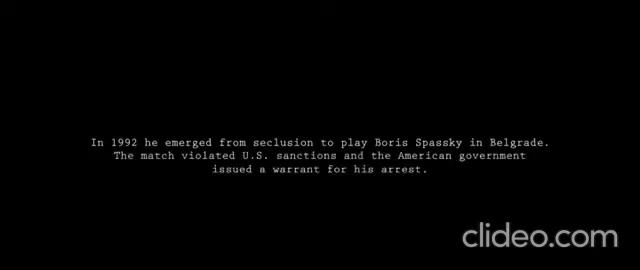 In 1992 he emerged from seclusion to play Boris Spassky in Belgrade.
The match violated U.S. sanctions and the American government
issued a warrant for his arrest.
clideo.com